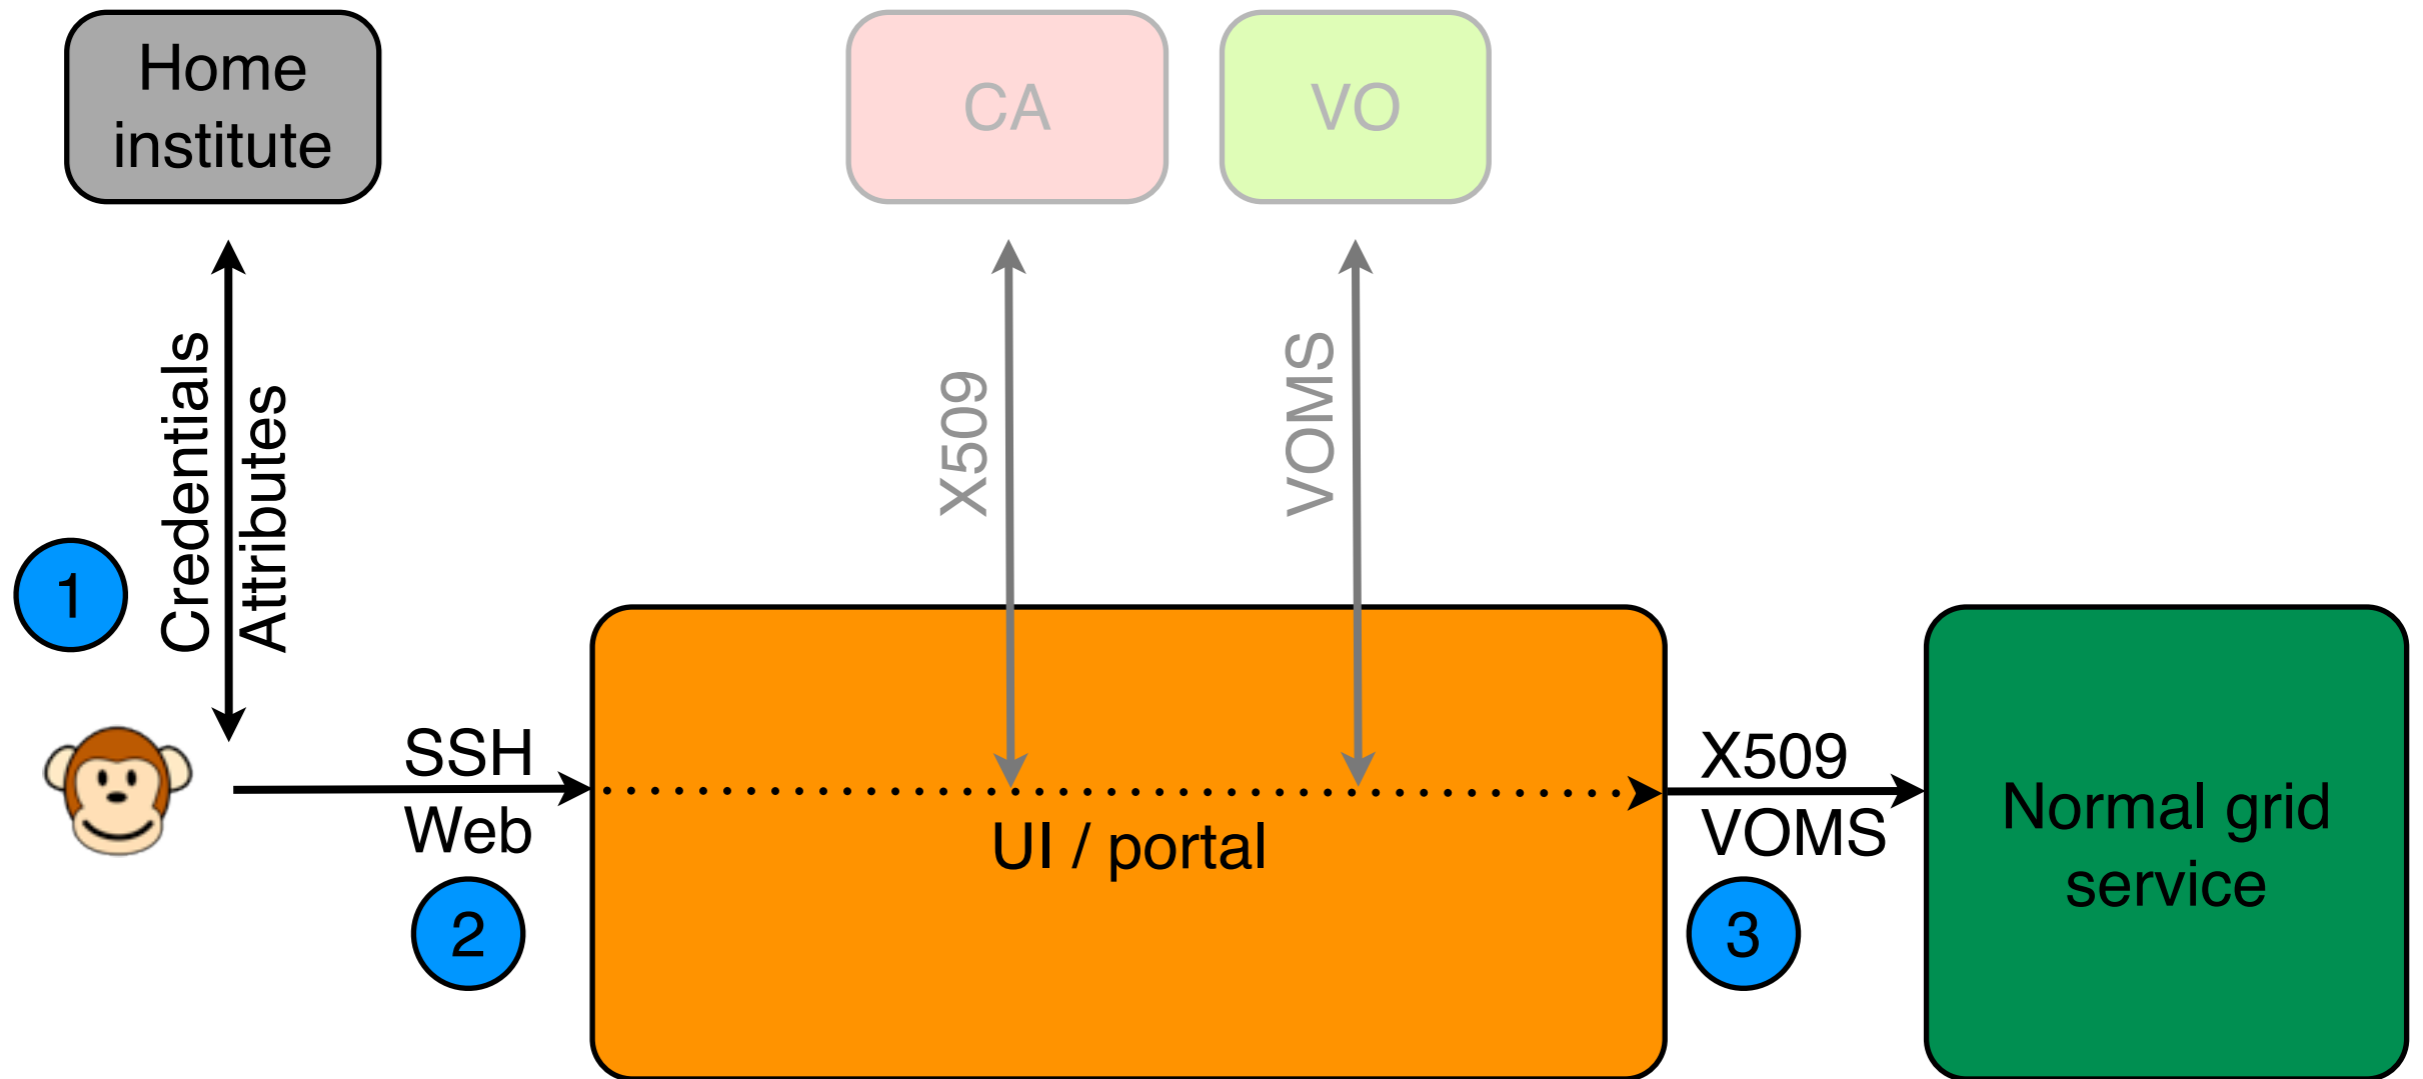 Home
institute
CA
VO
Credentials
Attributes
X509
VOMS
1
SSH
Web
2
UI / portal
X509
VOMS
3
Normal grid
service